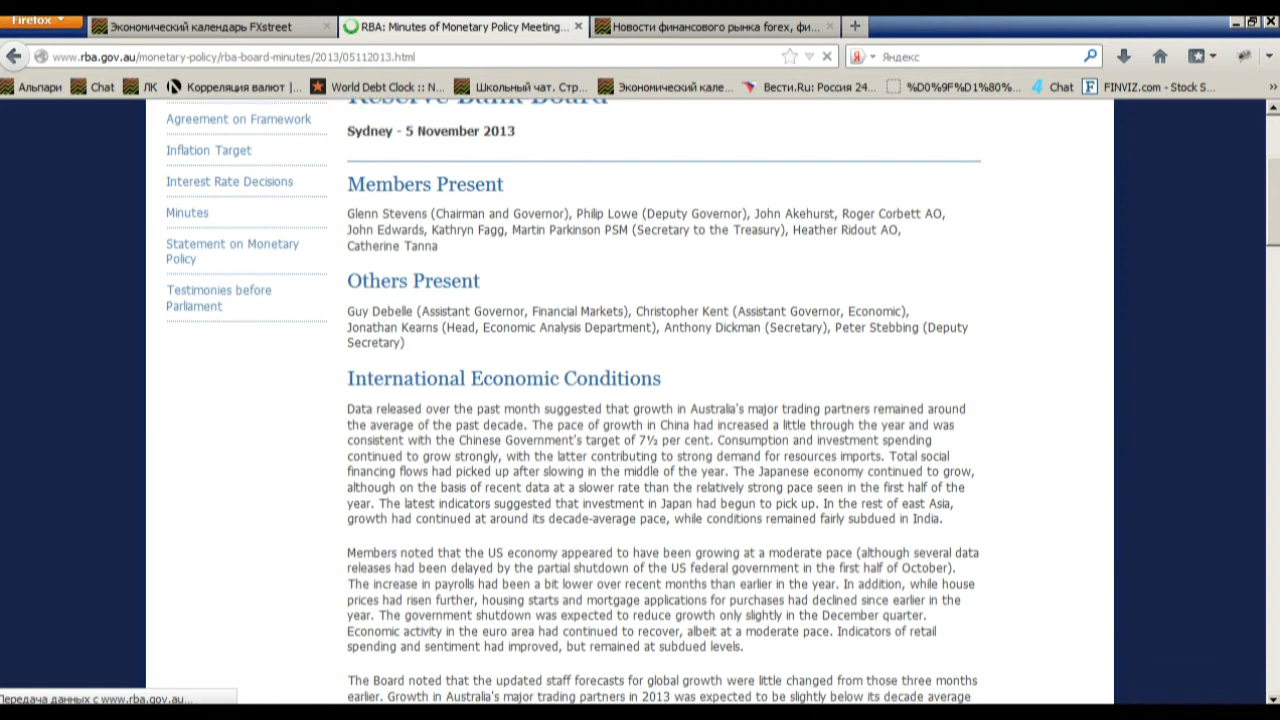 Firefox
Экономический календарь FXstreet
RBA: Minutes of Monetary Policy Meeting...
Новости финансового рынка forex, фи...
www.rba.gov.au/monetary-policy/rba-board-minutes/2013/05112013.html
Яндекс
Альпари
Chat
ЛК
Корреляция валют |...
World Debt Clock :: N...
Школьный чат. Стр...
Экономический кале...
Вести.Ru: Россия 24...
%D0%9F%D1%80%...
Chat
FINVIZ.com - Stock S...
Reserve Bank Board
Agreement on Framework
Inflation Target
Interest Rate Decisions
Minutes
Statement on Monetary
Policy
Testimonies before
Parliament
Sydney - 5 November 2013
Members Present
Glenn Stevens (Chairman and Governor), Philip Lowe (Deputy Governor), John Akehurst, Roger Corbett AO,
John Edwards, Kathryn Fagg, Martin Parkinson PSM (Secretary to the Treasury), Heather Ridout AO,
Catherine Tanna
Others Present
Guy Debelle (Assistant Governor, Financial Markets), Christopher Kent (Assistant Governor, Economic),
Jonathan Kearns (Head, Economic Analysis Department), Anthony Dickman (Secretary), Peter Stebbing (Deputy
Secretary)
International Economic Conditions
Data released over the past month suggested that growth in Australia's major trading partners remained around
the average of the past decade. The pace of growth in China had increased a little through the year and was
consistent with the Chinese Government's target of 7½ per cent. Consumption and investment spending
continued to grow strongly, with the latter contributing to strong demand for resources imports. Total social
financing flows had picked up after slowing in the middle of the year. The Japanese economy continued to grow,
although on the basis of recent data at a slower rate than the relatively strong pace seen in the first half of the
year. The latest indicators suggested that investment in Japan had begun to pick up. In the rest of east Asia,
growth had continued at around its decade-average pace, while conditions remained fairly subdued in India.
Members noted that the US economy appeared to have been growing at a moderate pace (although several data
releases had been delayed by the partial shutdown of the US federal government in the first half of October).
The increase in payrolls had been a bit lower over recent months than earlier in the year. In addition, while house
prices had risen further, housing starts and mortgage applications for purchases had declined since earlier in the
year. The government shutdown was expected to reduce growth only slightly in the December quarter.
Economic activity in the euro area had continued to recover, albeit at a moderate pace. Indicators of retail
spending and sentiment had improved, but remained at subdued levels.
The Board noted that the updated staff forecasts for global growth were little changed from those three months
earlier. Growth in Australia's major trading partners in 2013 was expected to be slightly below its decade average
Передача данных с www.rba.gov.au...